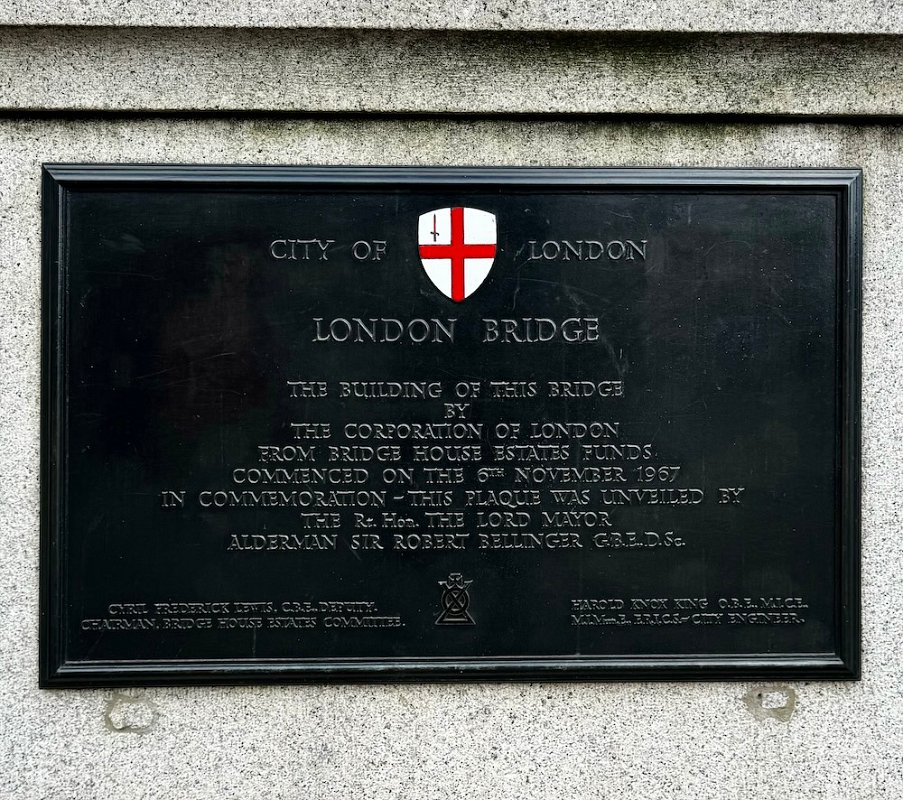 CITY OF LONDON
LONDON BRIDGE
THE BUILDING OF THIS BRIDGE
BY
THE CORPORATION OF LONDON
FROM BRIDGE HOUSE ESTATES FUNDS.
COMMENCED ON THE 6TH NOVEMBER 1967
IN COMMEMORATION - THIS PLAQUE WAS UNVEILED BY
THE Rt. Hon. THE LORD MAYOR
ALDERMAN SIR ROBERT BELLINGER G.B.E., D.Sc.
CYRIL FREDERICK LEWIS, C.B.E., DEPUTY.
CHAIRMAN, BRIDGE HOUSE ESTATES COMMITTEE.
HAROLD KNOX KING O.B.E. M.I.C.E.,
M.I.Mun.E., F.R.I.C.S. - CITY ENGINEER.